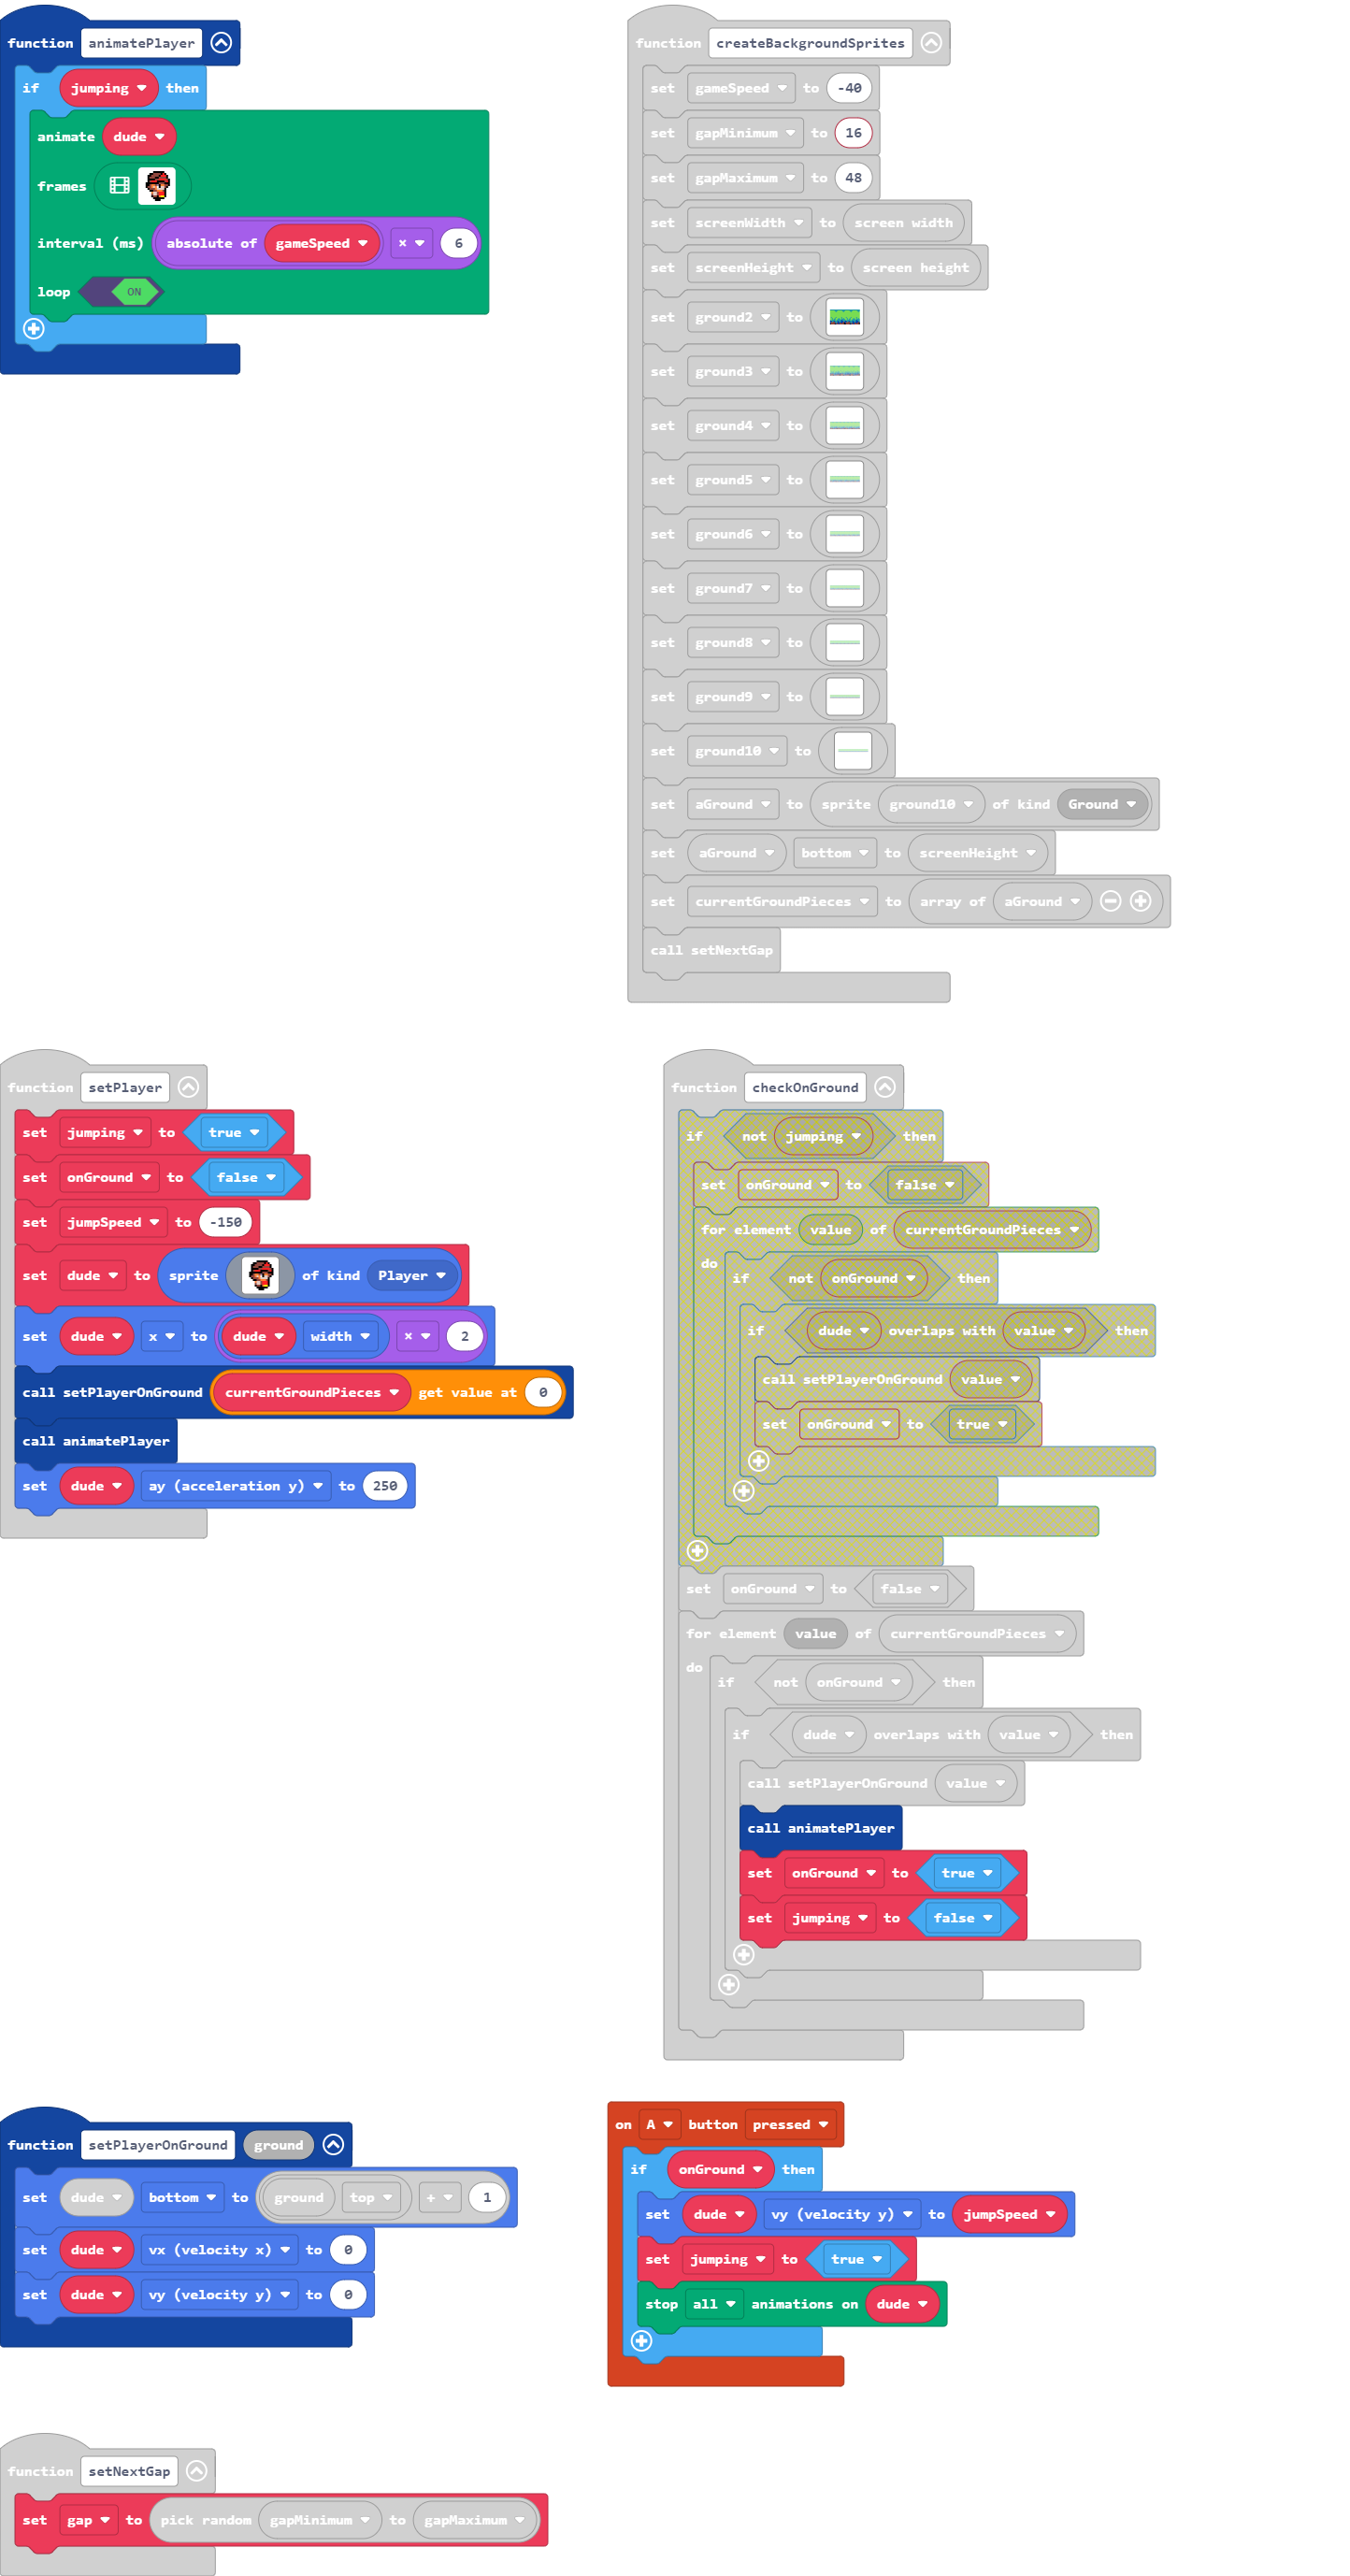 function animatePlayer
if jumping then
animate dude
frames
interval (ms) absolute of gameSpeed × 6
loop ON
function createBackgroundSprites
set gameSpeed to -40
set gapMinimum to 16
set gapMaximum to 48
set screenWidth to screen width
set screenHeight to screen height
set ground2 to
set ground3 to
set ground4 to
set ground5 to
set ground6 to
set ground7 to
set ground8 to
set ground9 to
set ground10 to
set aGround to sprite ground10 of kind Ground
set aGround bottom to screenHeight
set currentGroundPieces to array of aGround
call setNextGap
function setPlayer
set jumping to true
set onGround to false
set jumpSpeed to -150
set dude to sprite of kind Player
set dude x to dude width × 2
call setPlayerOnGround currentGroundPieces get value at 0
call animatePlayer
set dude ay (acceleration y) to 250
function checkOnGround
if not jumping then
set onGround to false
for element value of currentGroundPieces
do if not onGround then
if dude overlaps with value then
call setPlayerOnGround value
set onGround to true
set onGround to false
for element value of currentGroundPieces
do if not onGround then
if dude overlaps with value then
call setPlayerOnGround value
call animatePlayer
set onGround to true
set jumping to false
function setPlayerOnGround ground
set dude bottom to ground top + 1
set dude vx (velocity x) to 0
set dude vy (velocity y) to 0
on A button pressed
if onGround then
set dude vy (velocity y) to jumpSpeed
set jumping to true
stop all animations on dude
function setNextGap
set gap to pick random gapMinimum to gapMaximum